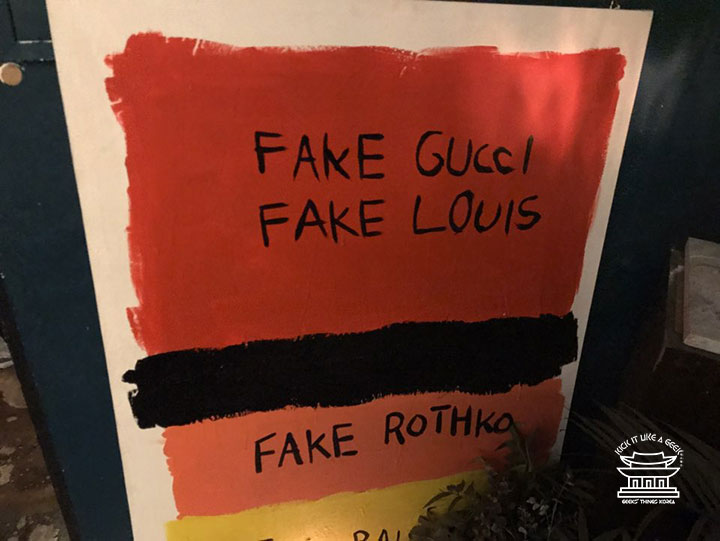 FAKE GUCCI
FAKE LOUIS
FAKE ROTHKO
KICK IT LIKE A GEEK...
GEEKS' THINGS KOREA